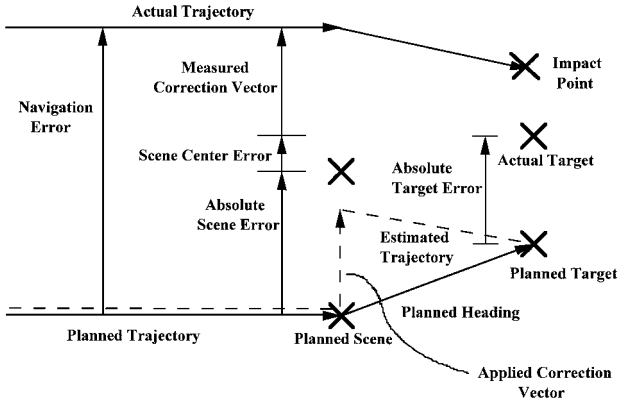 Actual Trajectory
Measured
Correction Vector
Impact
Point
Navigation
Error
Scene Center Error
Absolute
Target Error
Actual Target
Absolute
Scene Error
Estimated
Trajectory
Planned Target
Planned Heading
Planned Trajectory
Planned Scene
Applied Correction
Vector